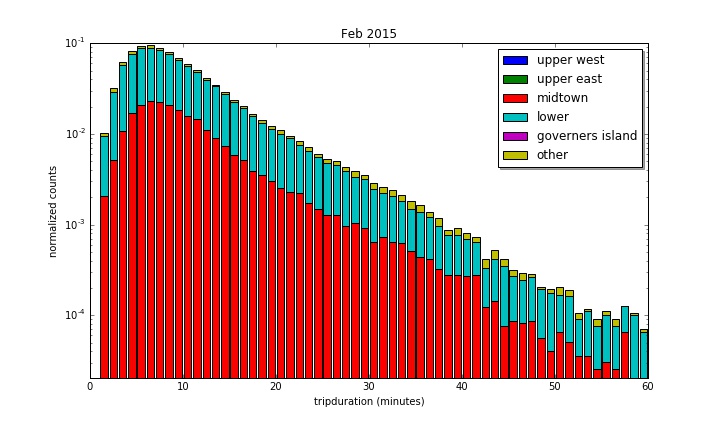 Feb 2015
normalized counts
10⁻¹
10⁻²
10⁻³
10⁻⁴
upper west
upper east
midtown
lower
governers island
other
0 10 20 30 40 50 60
tripduration (minutes)